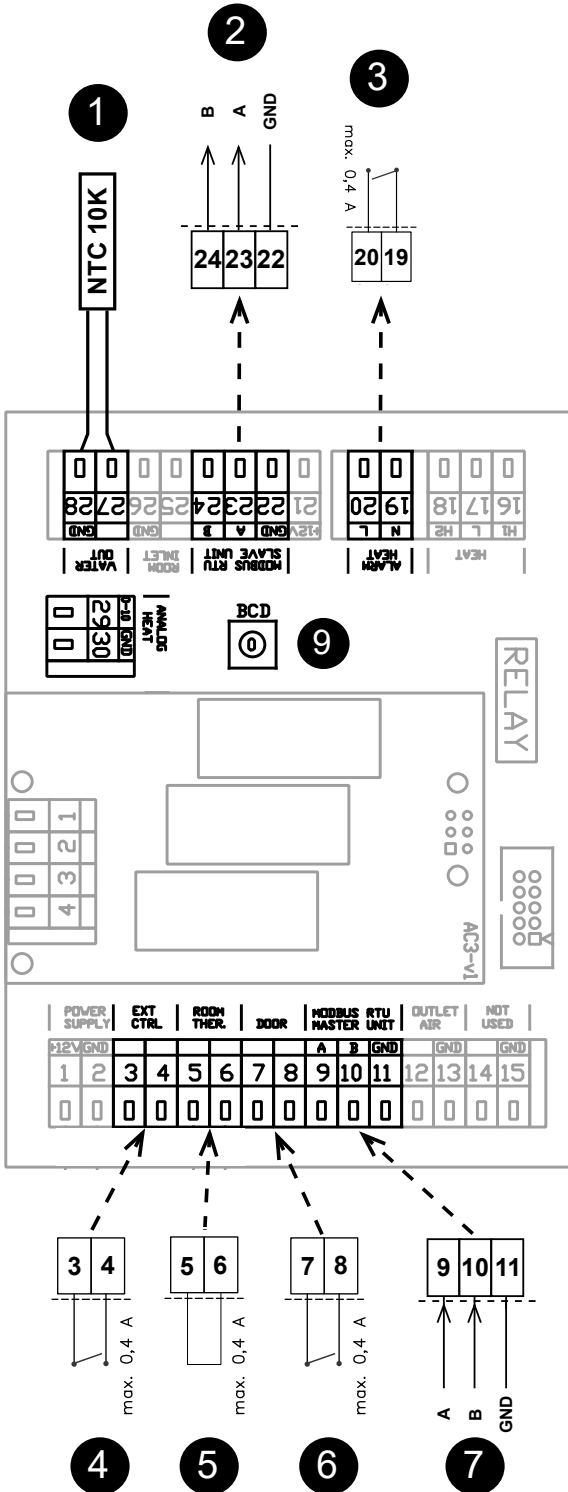 2
3
1
B
A
GND
max. 0,4 A
NTC 10K
24 23 22
20 19
28 27 26 25 24 23 22 21
20 19 18 17 16
GND GND B A GND +12V
L N H2 L H1
VATER OUT
ROOM INLET
MODBUS RTU SLAVE UNIT
ALARM HEAT
HEAT
29 30
0-10 GND
ANALOG HEAT
BCD
9
RELAY
1
2
3
4
AC3-v1
POWER SUPPLY
EXT CTRL
ROOM THER.
DOOR
MODBUS RTU MASTER UNIT
OUTLET AIR
NOT USED
+12V GND A B GND GND GND
1 2 3 4 5 6 7 8 9 10 11 12 13 14 15
3 4
5 6
7 8
9 10 11
max. 0,4 A
max. 0,4 A
max. 0,4 A
A
B
GND
4
5
6
7